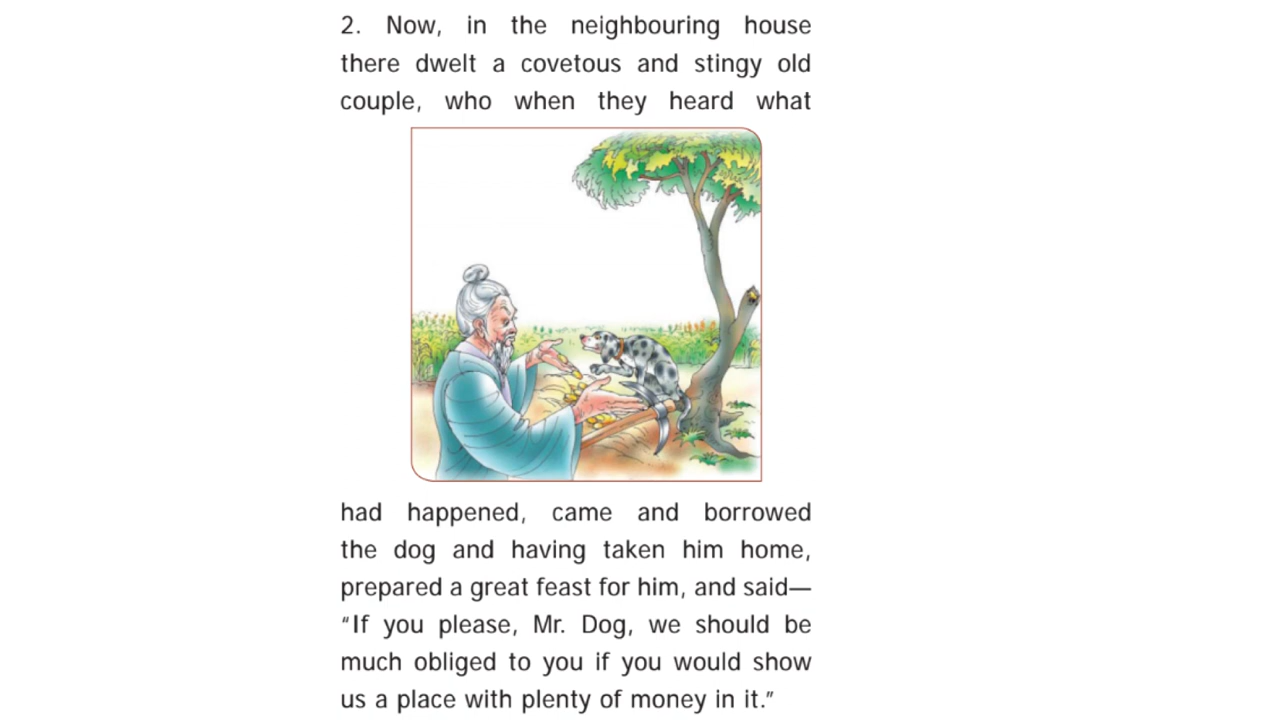 2. Now, in the neighbouring house
there dwelt a covetous and stingy old
couple, who when they heard what
had happened, came and borrowed
the dog and having taken him home,
prepared a great feast for him, and said—
“If you please, Mr. Dog, we should be
much obliged to you if you would show
us a place with plenty of money in it.”